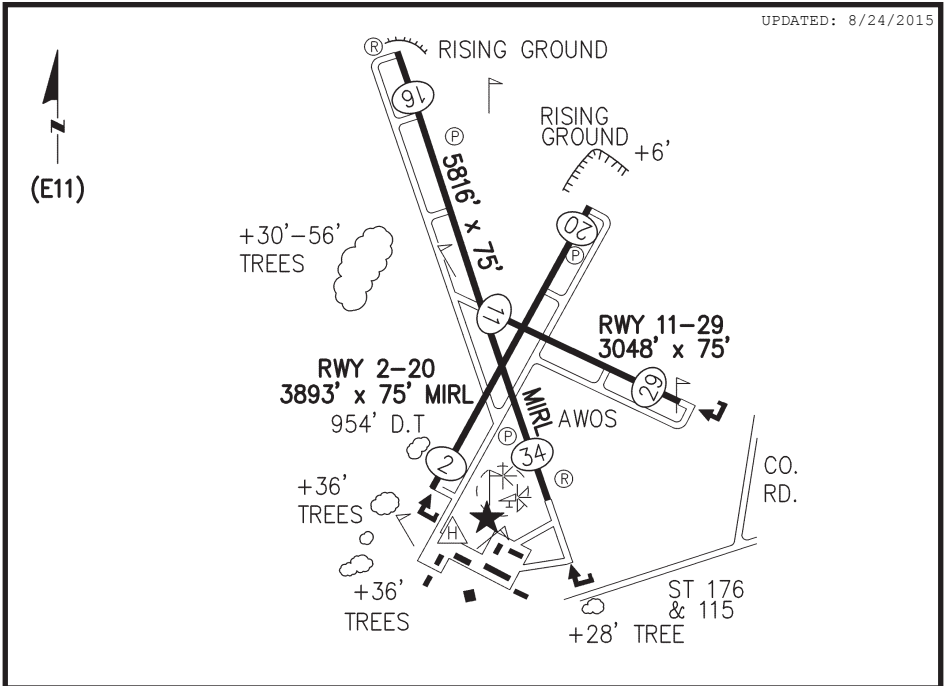 UPDATED: 8/24/2015
R
RISING GROUND
16
N
(E11)
P
RISING
GROUND
+6'
5816' x 75'
20
P
+30'-56'
TREES
11
RWY 11-29
3048' x 75'
RWY 2-20
3893' x 75' MIRL
954' D.T
29
MIRL
AWOS
P
2
34
R
CO.
RD.
+36'
TREES
H
+36'
TREES
ST 176
& 115
+28' TREE